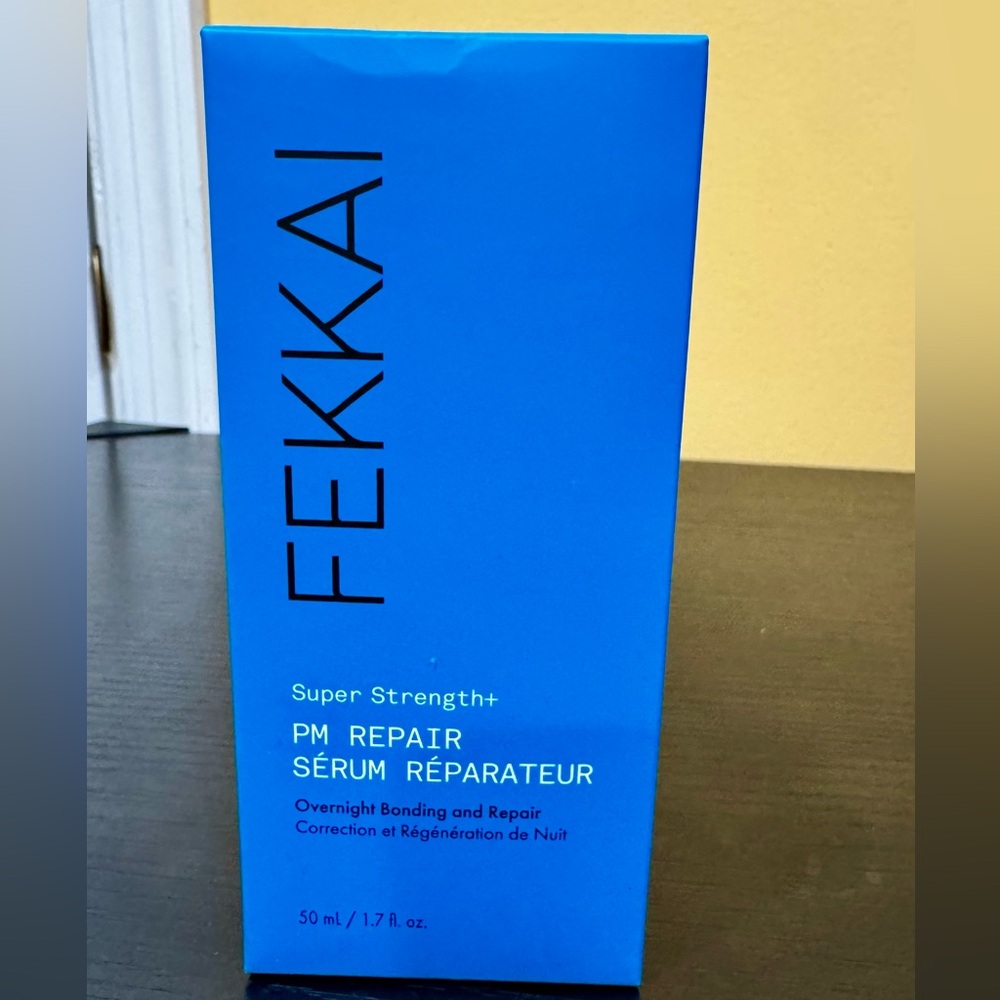 FEKKAI
Super Strength+
PM REPAIR
SÉRUM RÉPARATEUR
Overnight Bonding and Repair
Correction et Régénération de Nuit
50 mL / 1.7 fl. oz.